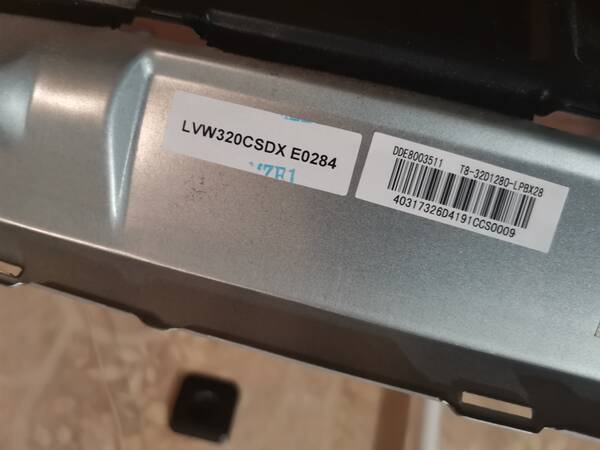 LVW320CSDX E0284
DDE8003511 T8-32D1280-LPBX28
40317326D4191CCS0009